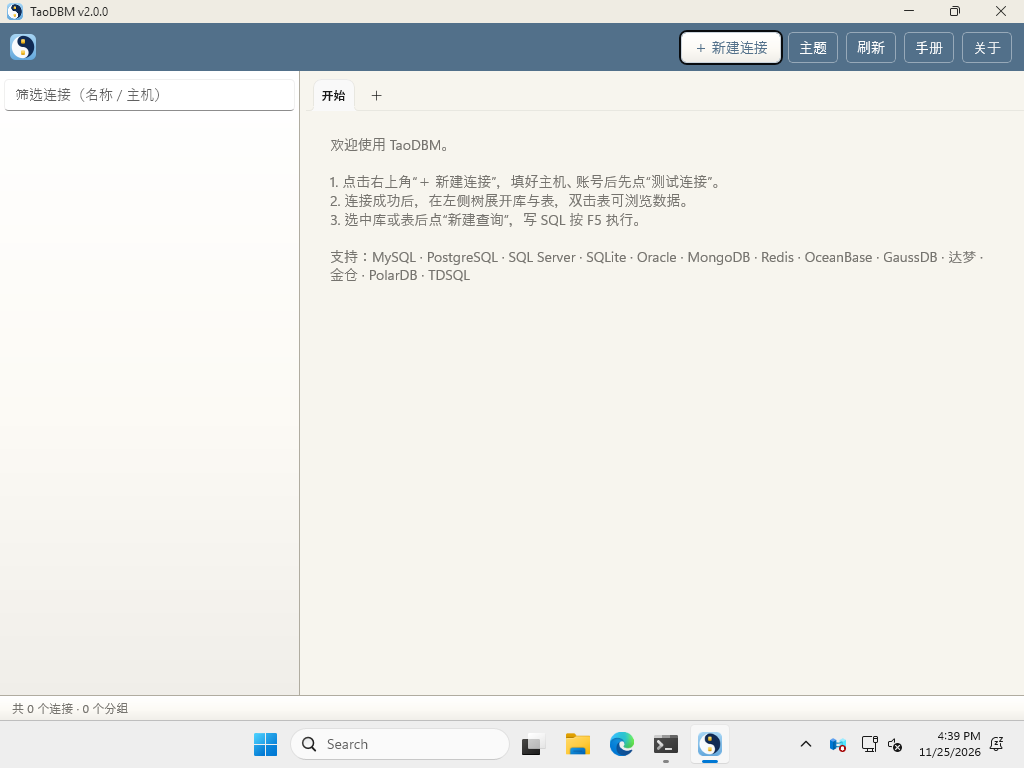 TaoDBM v2.0.0
＋ 新建连接
主题
刷新
手册
关于
筛选连接（名称 / 主机）
开始
＋
欢迎使用 TaoDBM。
1. 点击右上角“＋ 新建连接”，填好主机、账号后先点“测试连接”。
2. 连接成功后，在左侧树展开库与表，双击表可浏览数据。
3. 选中库或表后点“新建查询”，写 SQL 按 F5 执行。
支持：MySQL · PostgreSQL · SQL Server · SQLite · Oracle · MongoDB · Redis · OceanBase · GaussDB · 达梦 ·
金仓 · PolarDB · TDSQL
共 0 个连接 · 0 个分组
Search
4:39 PM
11/25/2026